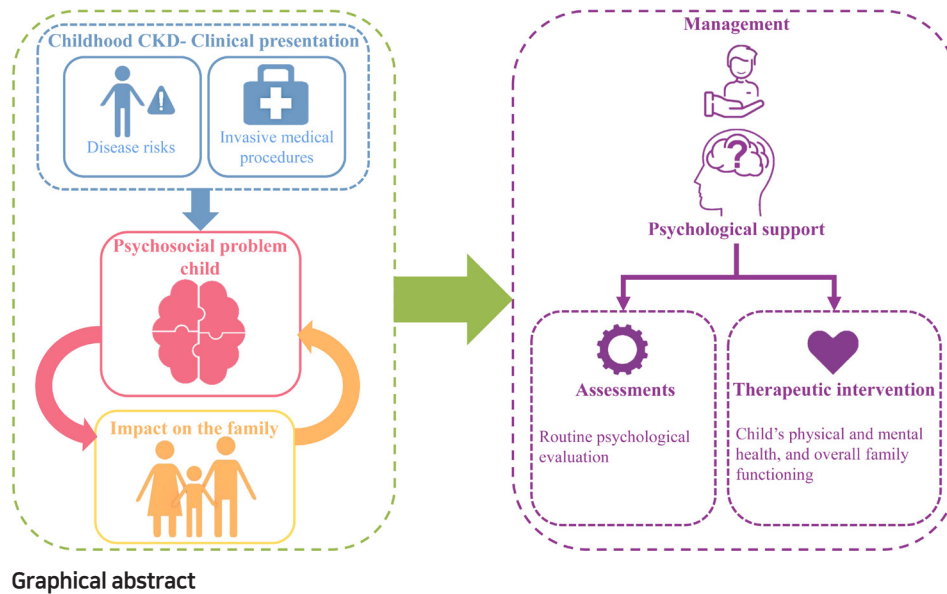 Childhood CKD- Clinical presentation
Disease risks
Invasive medical
procedures
Psychosocial problem
child
Impact on the family
Management
?
Psychological support
Assessments
Routine psychological
evaluation
Therapeutic intervention
Child's physical and mental
health, and overall family
functioning
Graphical abstract